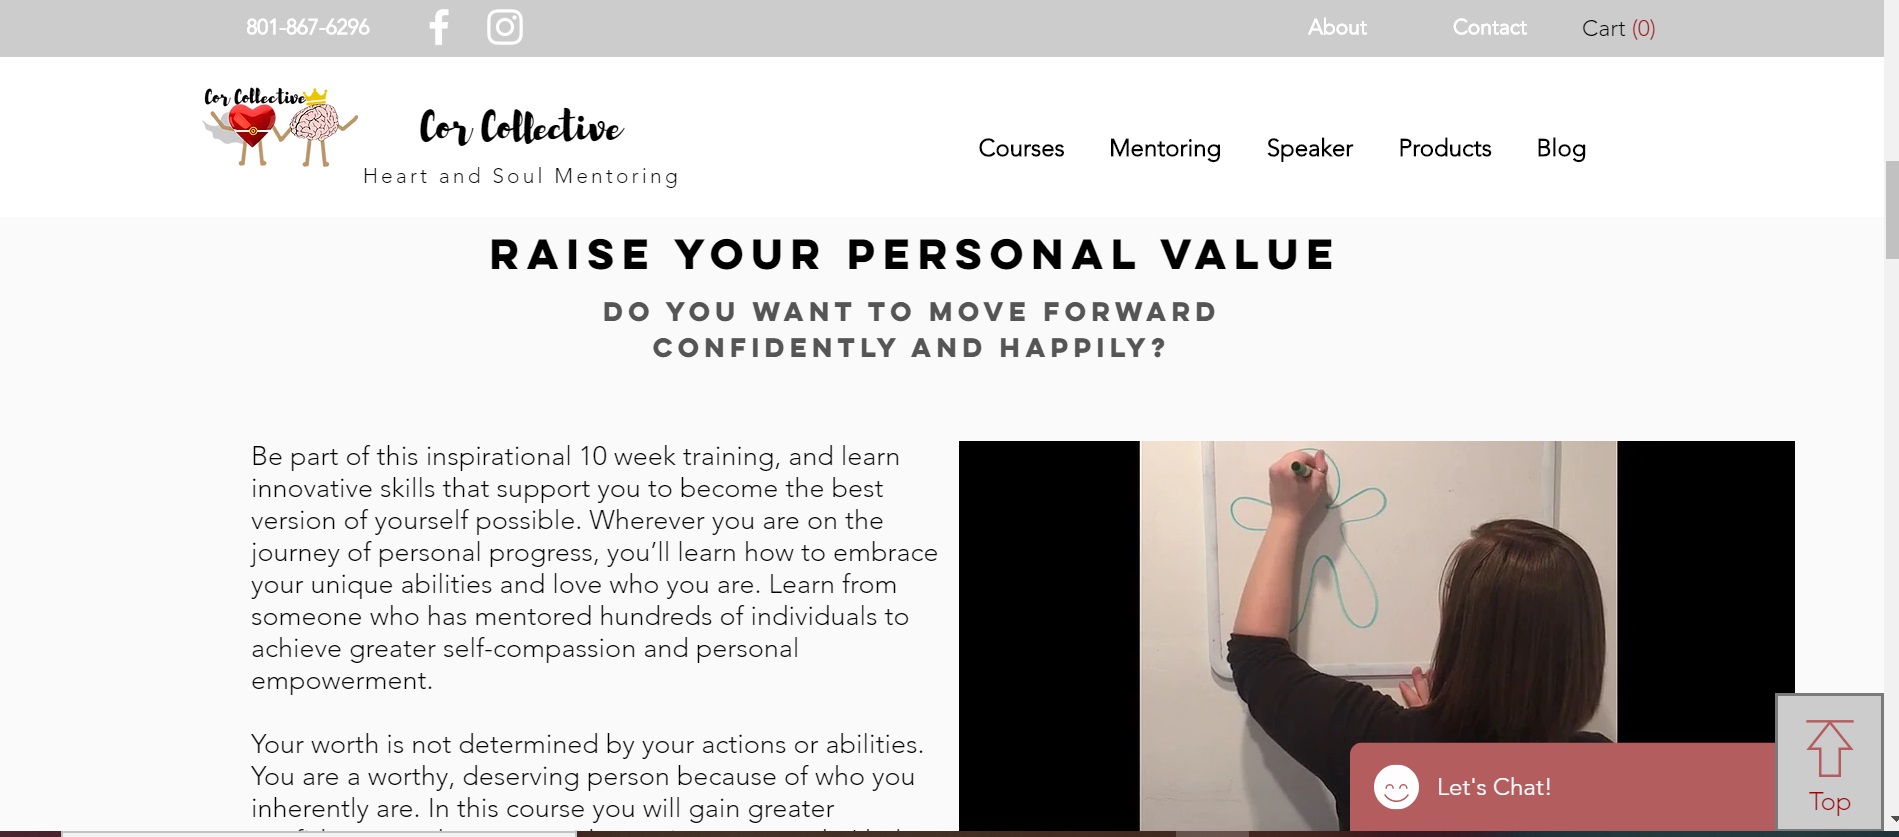 801-867-6296
About
Contact
Cart (0)
Cor Collective
Cor Collective
Heart and Soul Mentoring
Courses
Mentoring
Speaker
Products
Blog
RAISE YOUR PERSONAL VALUE
DO YOU WANT TO MOVE FORWARD
CONFIDENTLY AND HAPPILY?
Be part of this inspirational 10 week training, and learn
innovative skills that support you to become the best
version of yourself possible. Wherever you are on the
journey of personal progress, you’ll learn how to embrace
your unique abilities and love who you are. Learn from
someone who has mentored hundreds of individuals to
achieve greater self-compassion and personal
empowerment.
Your worth is not determined by your actions or abilities.
You are a worthy, deserving person because of who you
inherently are. In this course you will gain greater
Let's Chat!
Top